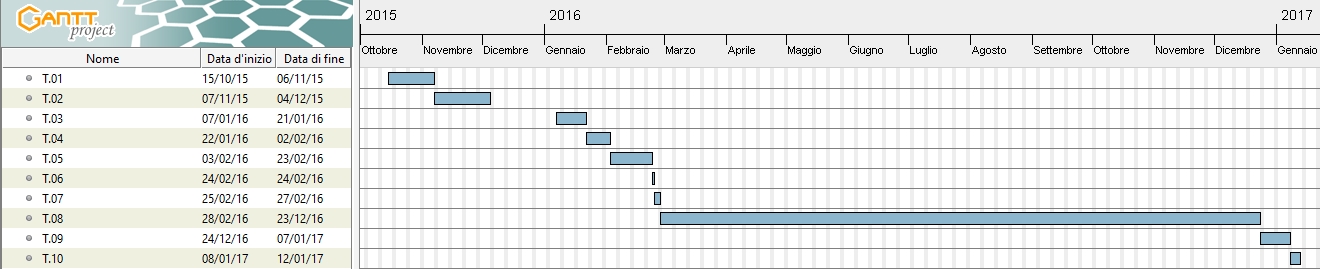 GANTT project
2015 2016 2017
Ottobre Novembre Dicembre Gennaio Febbraio Marzo Aprile Maggio Giugno Luglio Agosto Settembre Ottobre Novembre Dicembre Gennaio
Nome Data d'inizio Data di fine
T.01 15/10/15 06/11/15
T.02 07/11/15 04/12/15
T.03 07/01/16 21/01/16
T.04 22/01/16 02/02/16
T.05 03/02/16 23/02/16
T.06 24/02/16 24/02/16
T.07 25/02/16 27/02/16
T.08 28/02/16 23/12/16
T.09 24/12/16 07/01/17
T.10 08/01/17 12/01/17